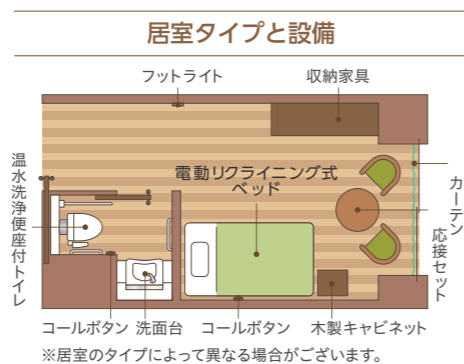 居室タイプと設備
フットライト
収納家具
電動リクライニング式
ベッド
温水洗浄便座付トイレ
カーテン
応接セット
コールボタン
洗面台
コールボタン
木製キャビネット
※居室のタイプによって異なる場合がございます。